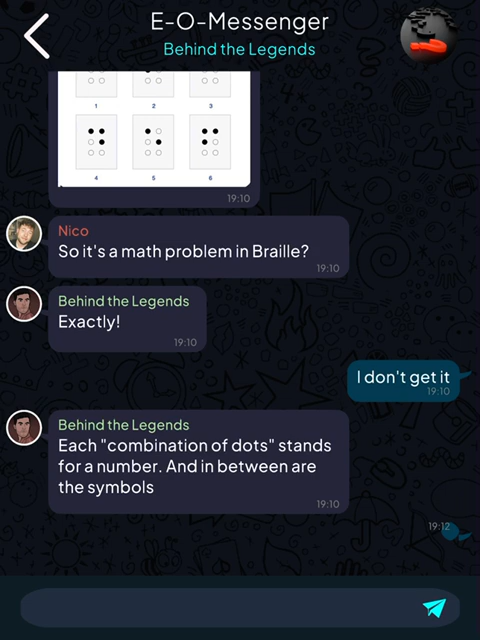 E-O-Messenger
Behind the Legends
1 2 3
4 5 6
19:10
Nico
So it's a math problem in Braille?
19:10
Behind the Legends
Exactly!
19:10
I don't get it
19:10
Behind the Legends
Each "combination of dots" stands
for a number. And in between are
the symbols
19:10
19:12